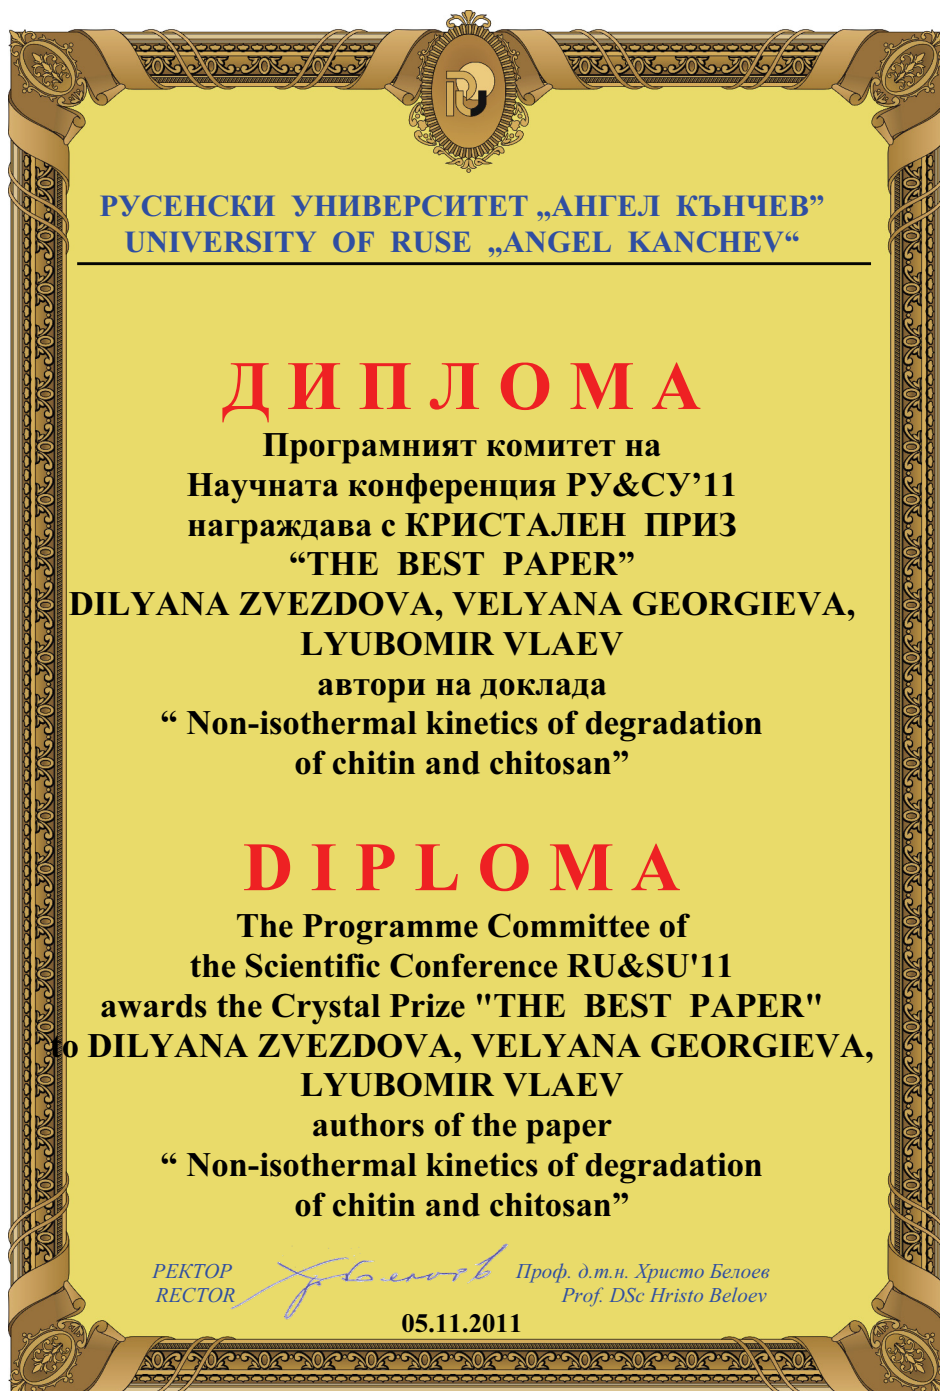 РУСЕНСКИ УНИВЕРСИТЕТ „АНГЕЛ КЪНЧЕВ”
UNIVERSITY OF RUSE „ANGEL KANCHEV“
ДИПЛОМА
Програмният комитет на
Научната конференция РУ&СУ’11
награждава с КРИСТАЛЕН ПРИЗ
“THE BEST PAPER”
DILYANA ZVEZDOVA, VELYANA GEORGIEVA,
LYUBOMIR VLAEV
автори на доклада
“ Non-isothermal kinetics of degradation
of chitin and chitosan”
DIPLOMA
The Programme Committee of
the Scientific Conference RU&SU'11
awards the Crystal Prize "THE BEST PAPER"
to DILYANA ZVEZDOVA, VELYANA GEORGIEVA,
LYUBOMIR VLAEV
authors of the paper
“ Non-isothermal kinetics of degradation
of chitin and chitosan”
РЕКТОР Проф. д.т.н. Христо Белоев
RECTOR Prof. DSc Hristo Beloev
05.11.2011